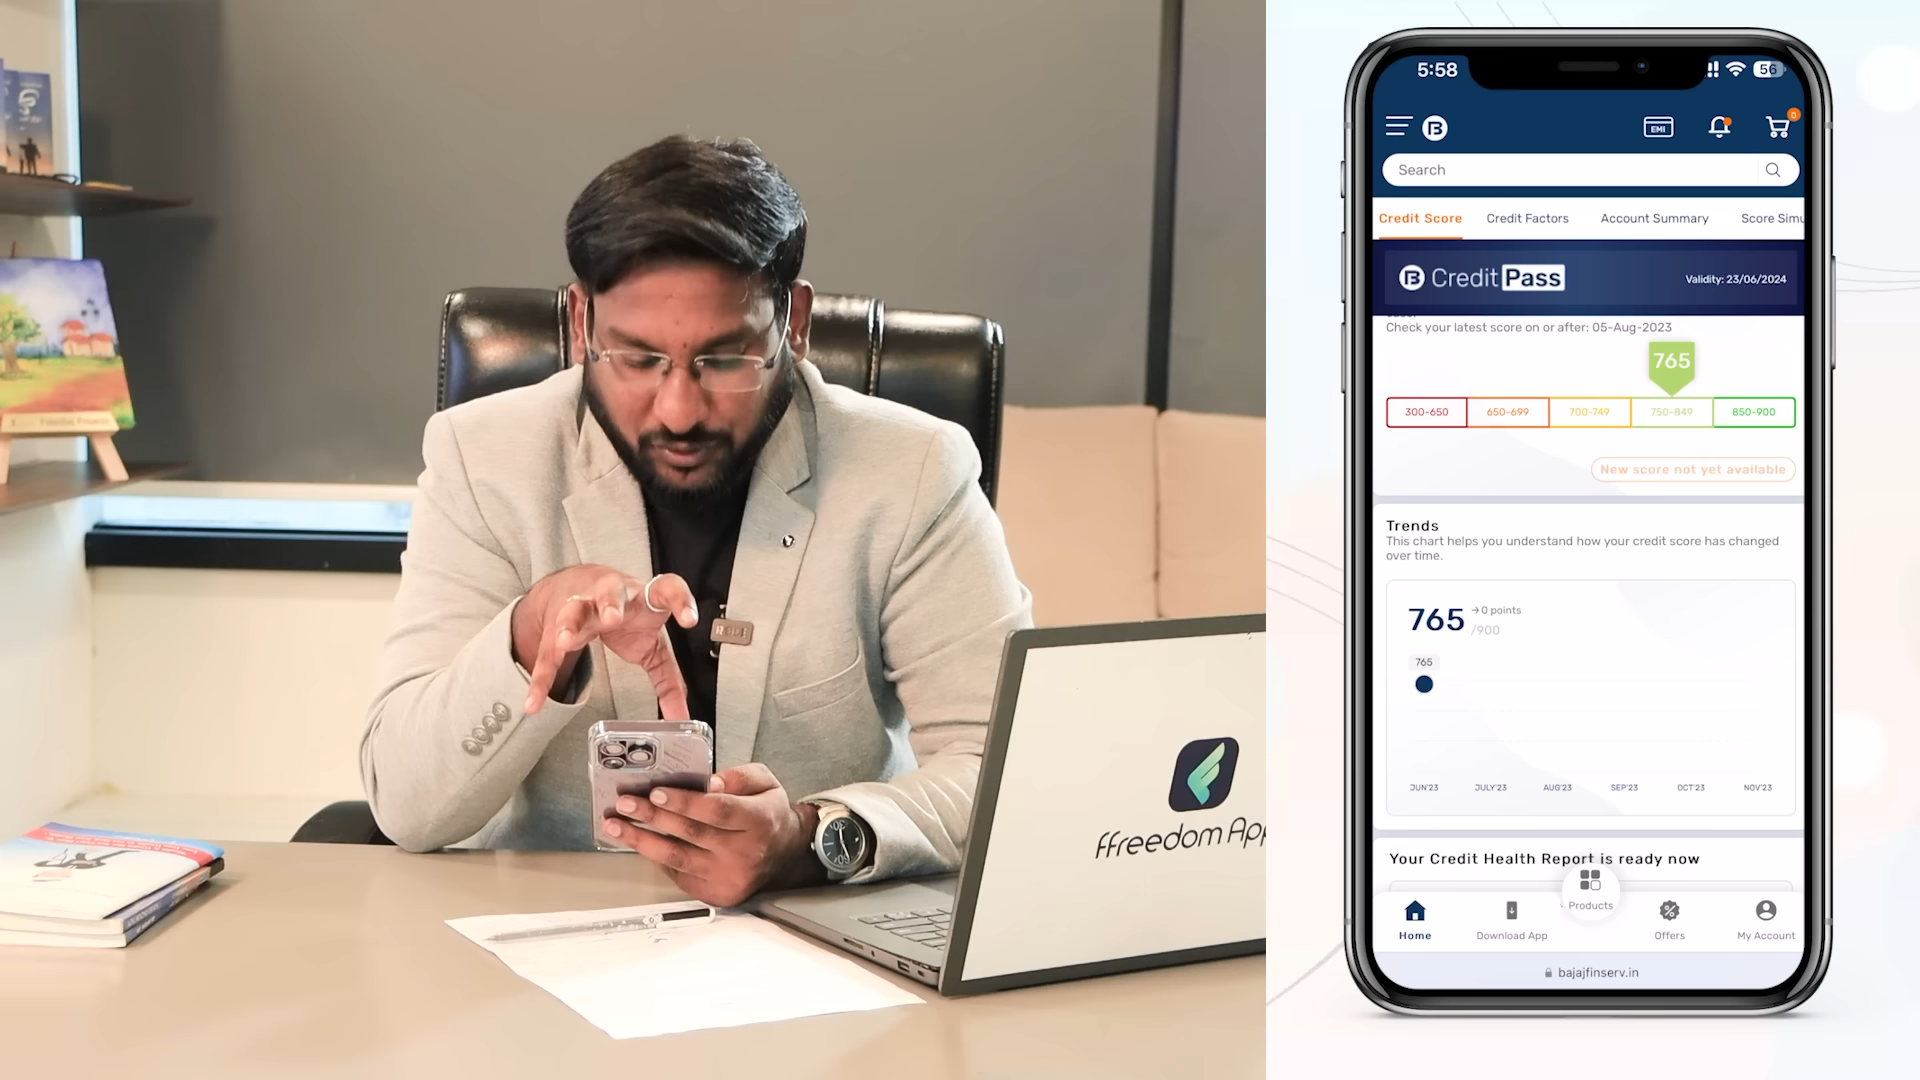 ffreedom App
5:58
56
EMI
0
Search
Credit Score
Credit Factors
Account Summary
Score Simu
Credit Pass
Validity: 23/06/2024
Check your latest score on or after: 05-Aug-2023
765
300-650
650-699
700-749
750-849
850-900
New score not yet available
Trends
This chart helps you understand how your credit score has changed
over time.
765
→0 points
/900
765
JUN'23
JULY'23
AUG'23
SEP'23
OCT'23
NOV'23
Your Credit Health Report is ready now
Home
Download App
Products
Offers
My Account
bajajfinserv.in